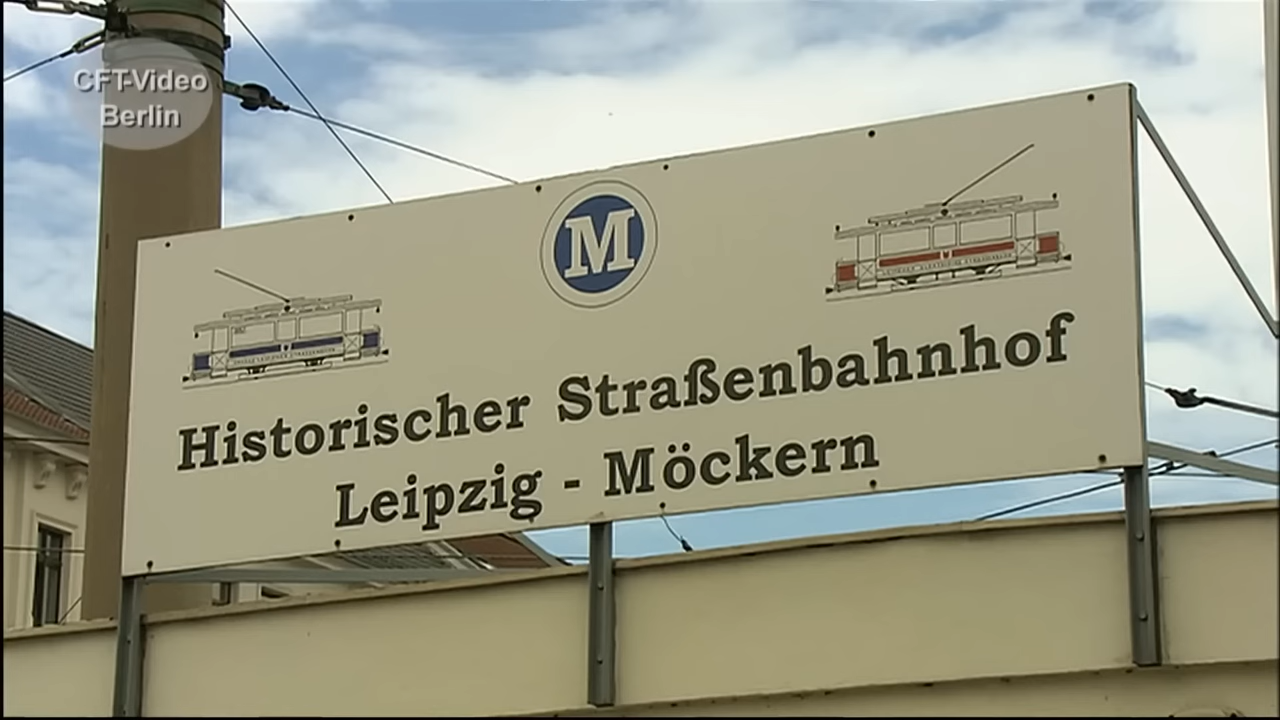 CFT-Video
Berlin
M
Historischer Straßenbahnhof
Leipzig - Möckern